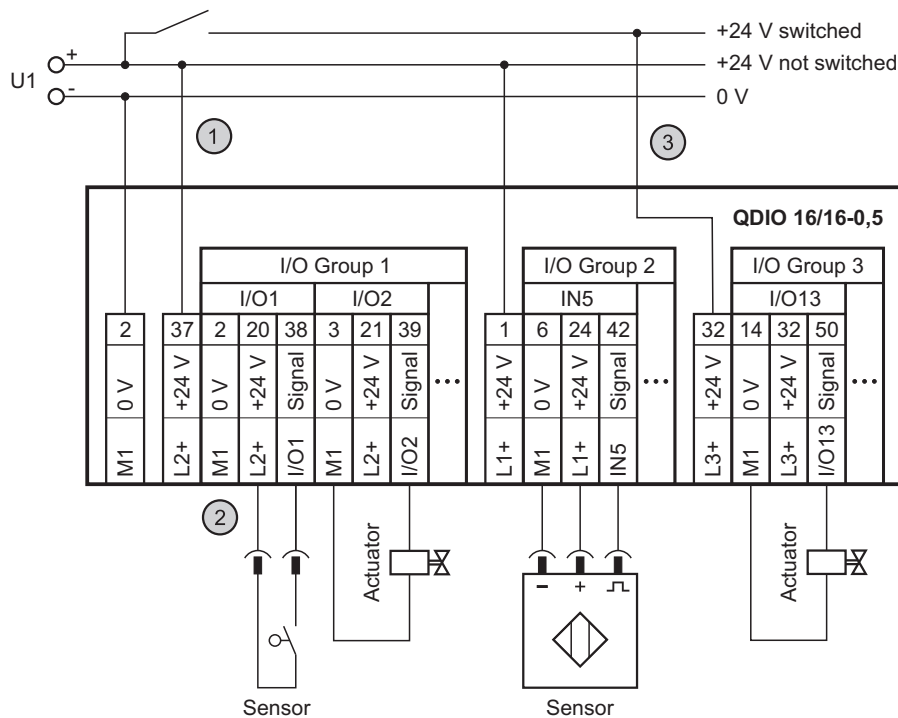 +24 V switched
+24 V not switched
0 V
+
U1
-
1
3
QDIO 16/16-0,5
I/O Group 1
I/O Group 2
I/O Group 3
I/O1
I/O2
IN5
I/O13
2
37
2
20
38
3
21
39
1
6
24
42
32
14
32
50
0 V
+24 V
0 V
+24 V
Signal
0 V
+24 V
Signal
...
+24 V
0 V
+24 V
Signal
...
+24 V
0 V
+24 V
Signal
...
M1
L2+
M1
L2+
I/O1
M1
L2+
I/O2
L1+
M1
L1+
IN5
L3+
M1
L3+
I/O13
2
Actuator
- +
Actuator
Sensor
Sensor